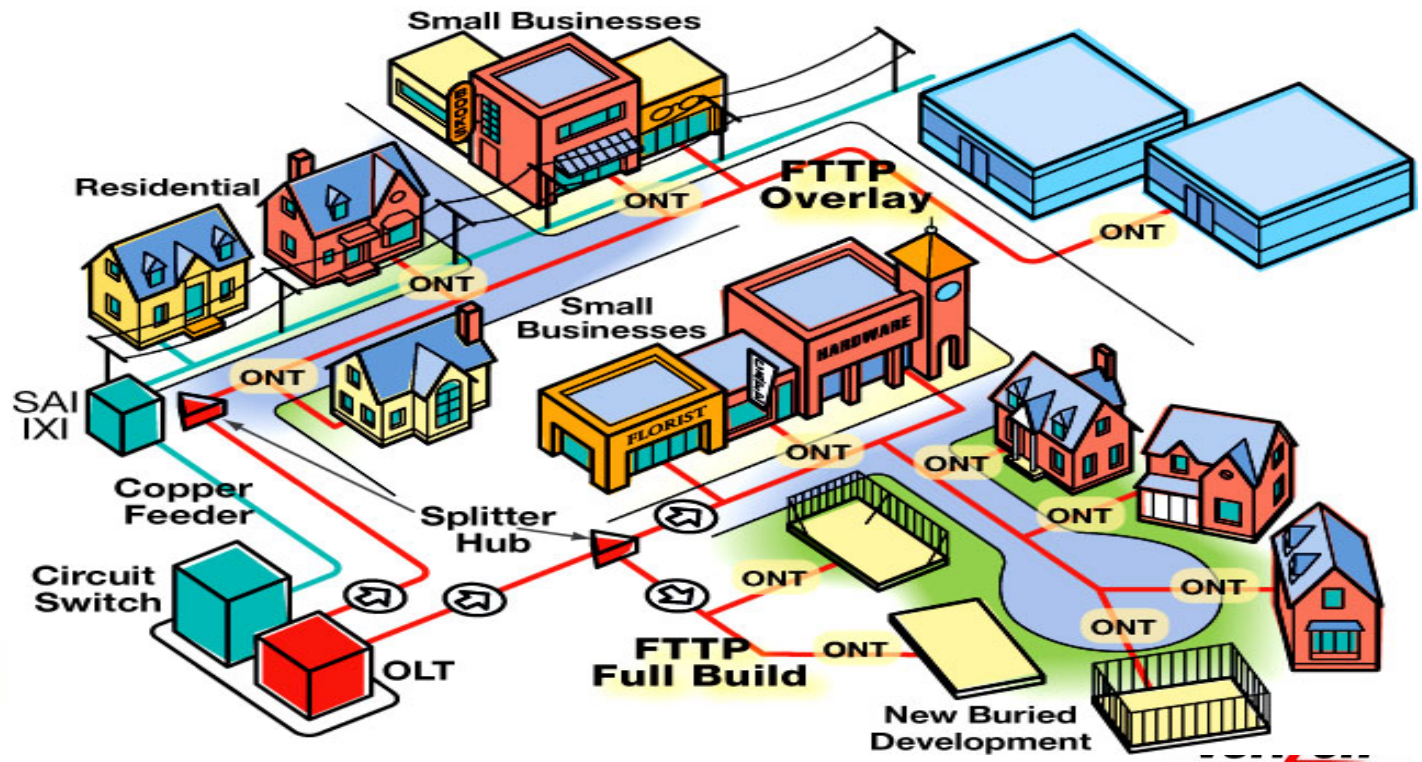 Small Businesses
BOOKS
Residential
ONT
FTTP
Overlay
ONT
ONT
Small
Businesses
HARDWARE
ONT
SAI
IXI
FLORIST
ONT
ONT
Copper
Feeder
Splitter
Hub
ONT
Circuit
Switch
ONT
ONT
OLT
FTTP
Full Build
ONT
ONT
New Buried
Development